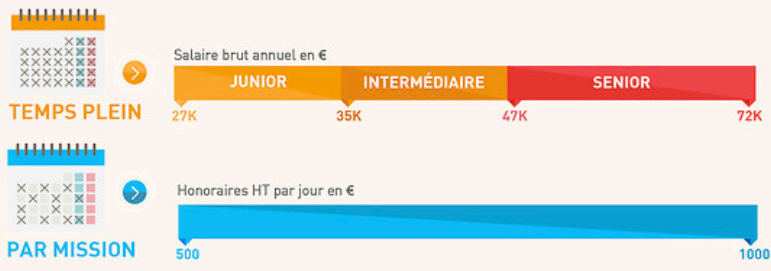 Salaire brut annuel en €
JUNIOR INTERMÉDIAIRE SENIOR
TEMPS PLEIN
27K 35K 47K 72K
Honoraires HT par jour en €
PAR MISSION
500 1000